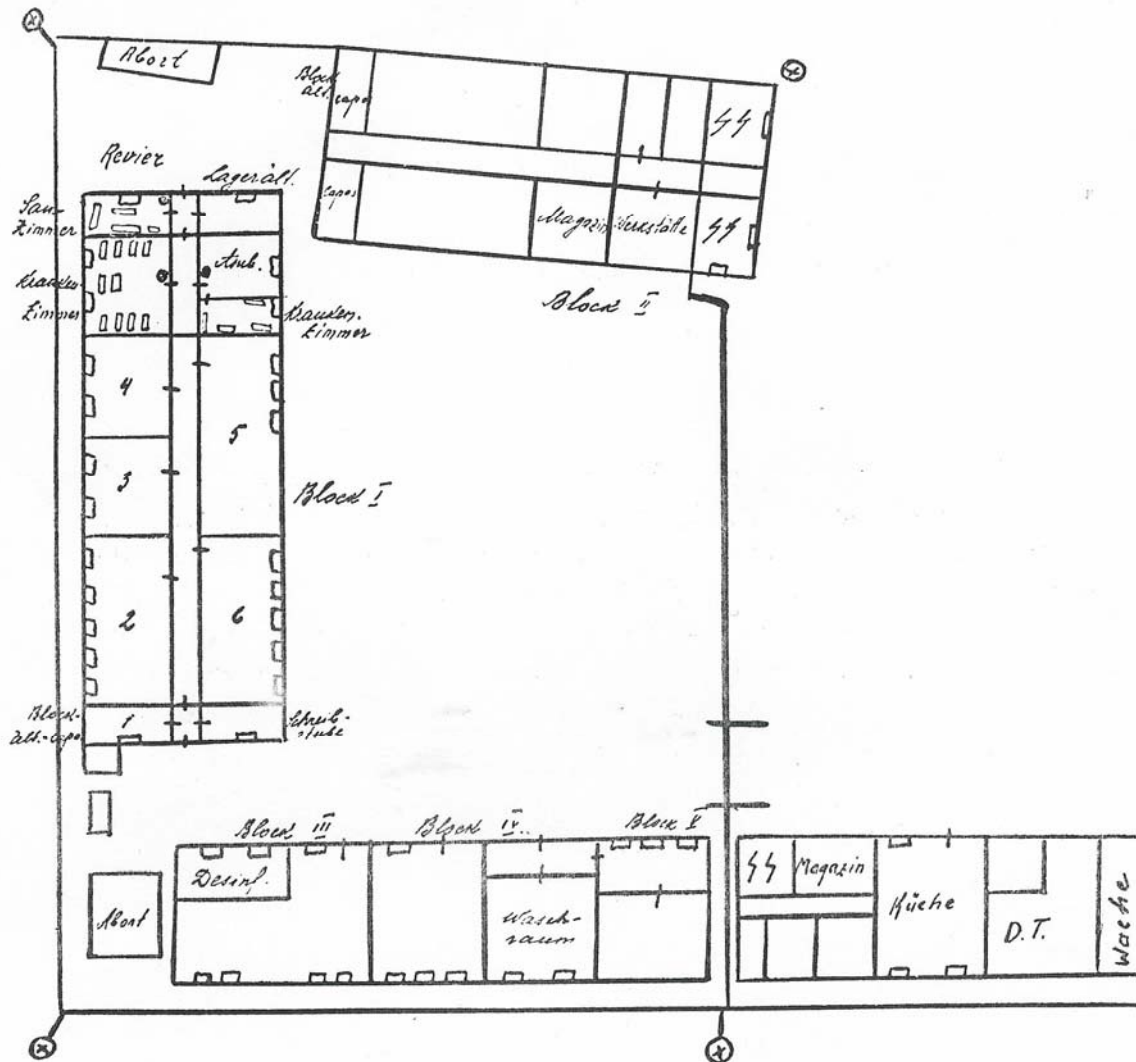 Abort
Block
Ält.
Capo
SS
Revier
Lagerält.
San-
Zimmer
Capos
Magazin
Werkstätte
SS
Amb.
Kranken-
Zimmer
Kranken-
Zimmer
Block II
4
5
3
Block I
2
6
Block-
Ält.-Capo
1
Schreib-
stube
Block III
Block IV.
Block V
Desinf.
Abort
Wasch-
raum
SS
Magazin
Küche
D.T.
Wache